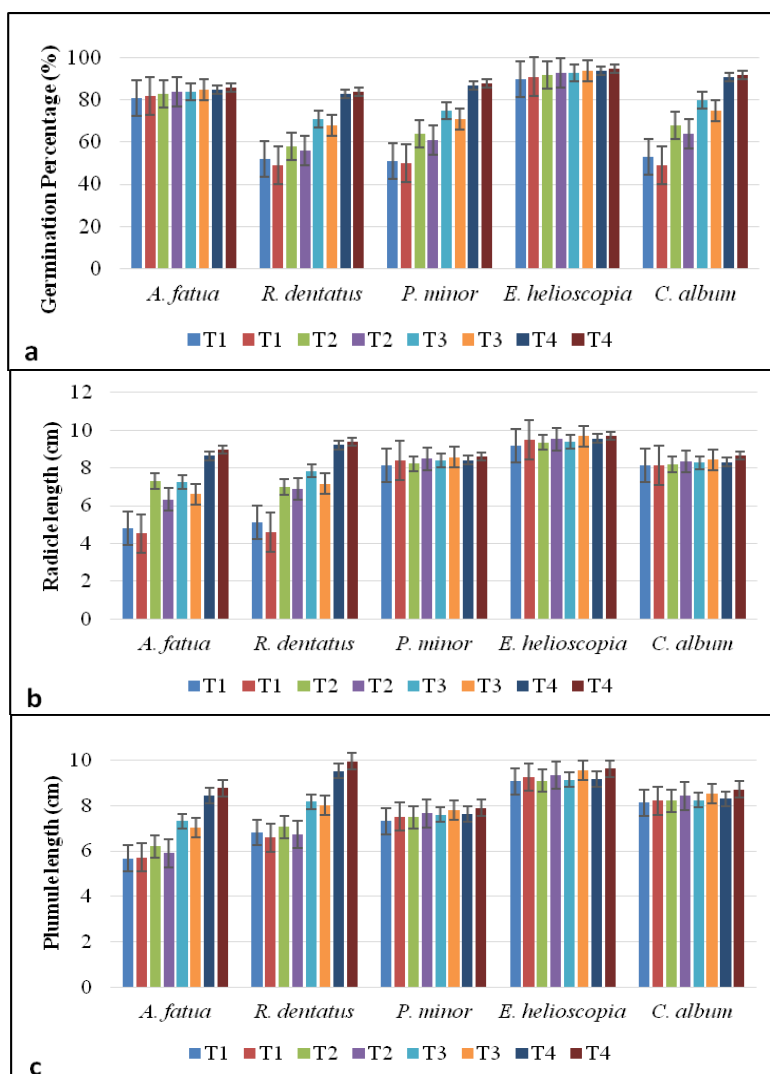 Germination Percentage (%)
100
80
60
40
20
0
A. fatua R. dentatus P. minor E. helioscopia C. album
T1 T1 T2 T2 T3 T3 T4 T4
a
Radicle length (cm)
12
10
8
6
4
2
0
A. fatua R. dentatus P. minor E. helioscopia C. album
T1 T1 T2 T2 T3 T3 T4 T4
b
Plumule length (cm)
10
8
6
4
2
0
A. fatua R. dentatus P. minor E. helioscopia C. album
T1 T1 T2 T2 T3 T3 T4 T4
c